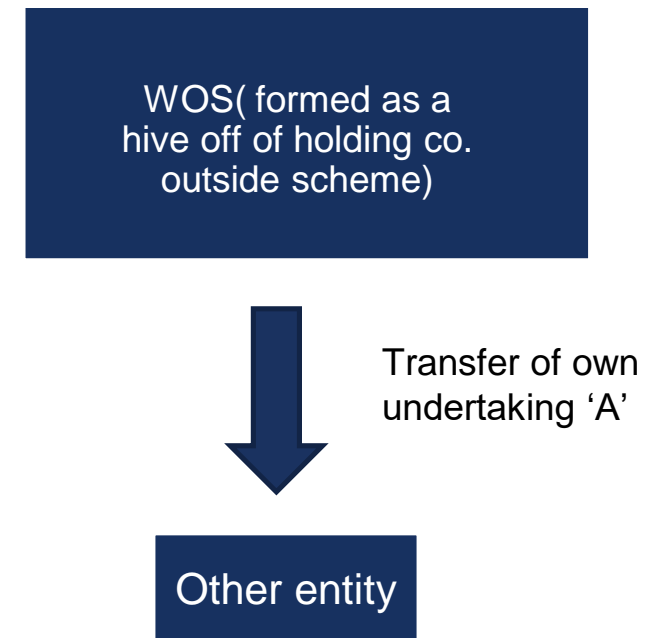 WOS( formed as a
hive off of holding co.
outside scheme)
Transfer of own
undertaking ‘A’
Other entity